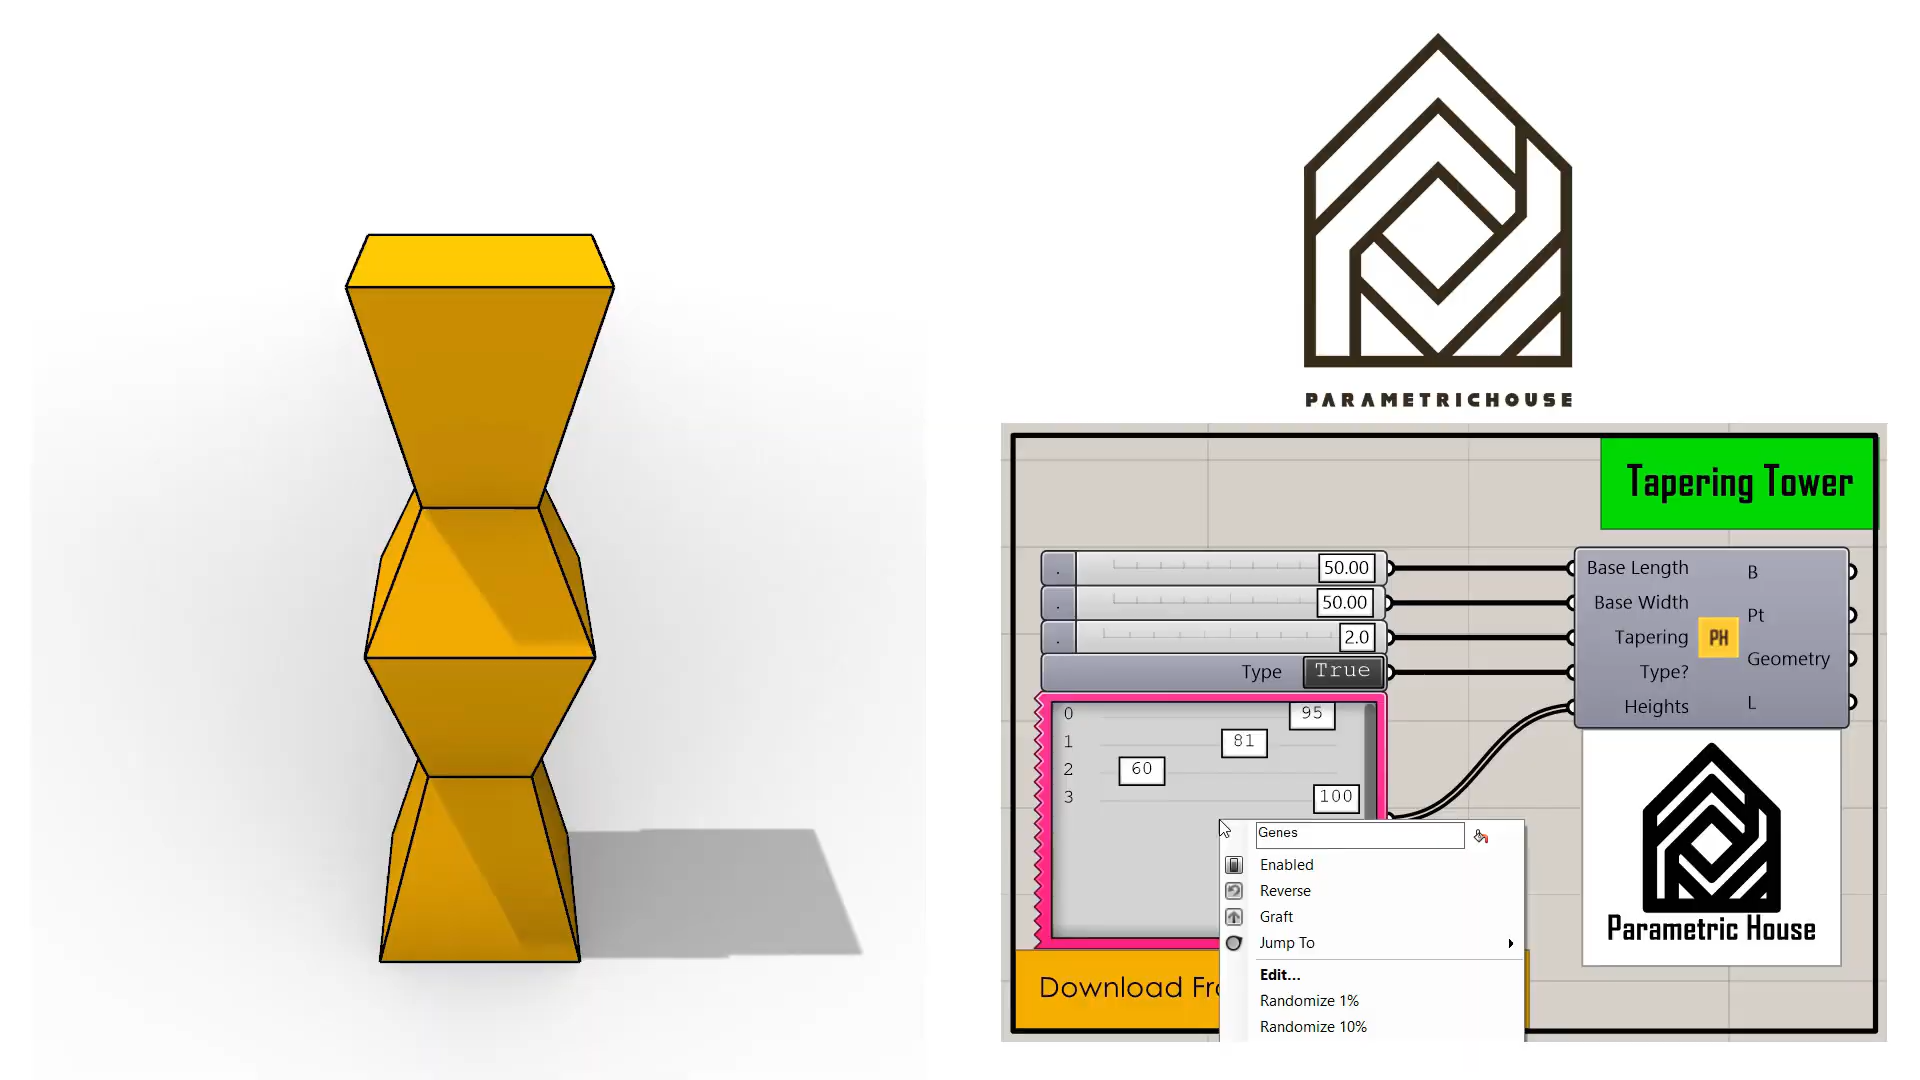 PARAMETRICHOUSE
Tapering Tower
. 50.00
. 50.00
. 2.0
Type True
0 95
1 81
2 60
3 100
Base Length
Base Width
Tapering
Type?
Heights
PH
B
Pt
Geometry
L
Genes
Enabled
Reverse
Graft
Jump To
Edit...
Randomize 1%
Randomize 10%
Parametric House
Download